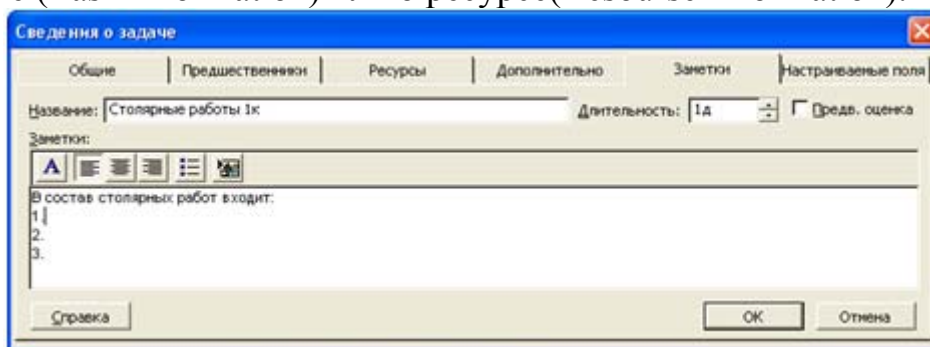 Сведения о задаче
Общие Предшественники Ресурсы Дополнительно Заметки Настраиваемые поля
Название: Столярные работы 1к Длительность: 1д Предв. оценка
Заметки:
A
В состав столярных работ входит:
1.
2.
3.
Справка ОК Отмена